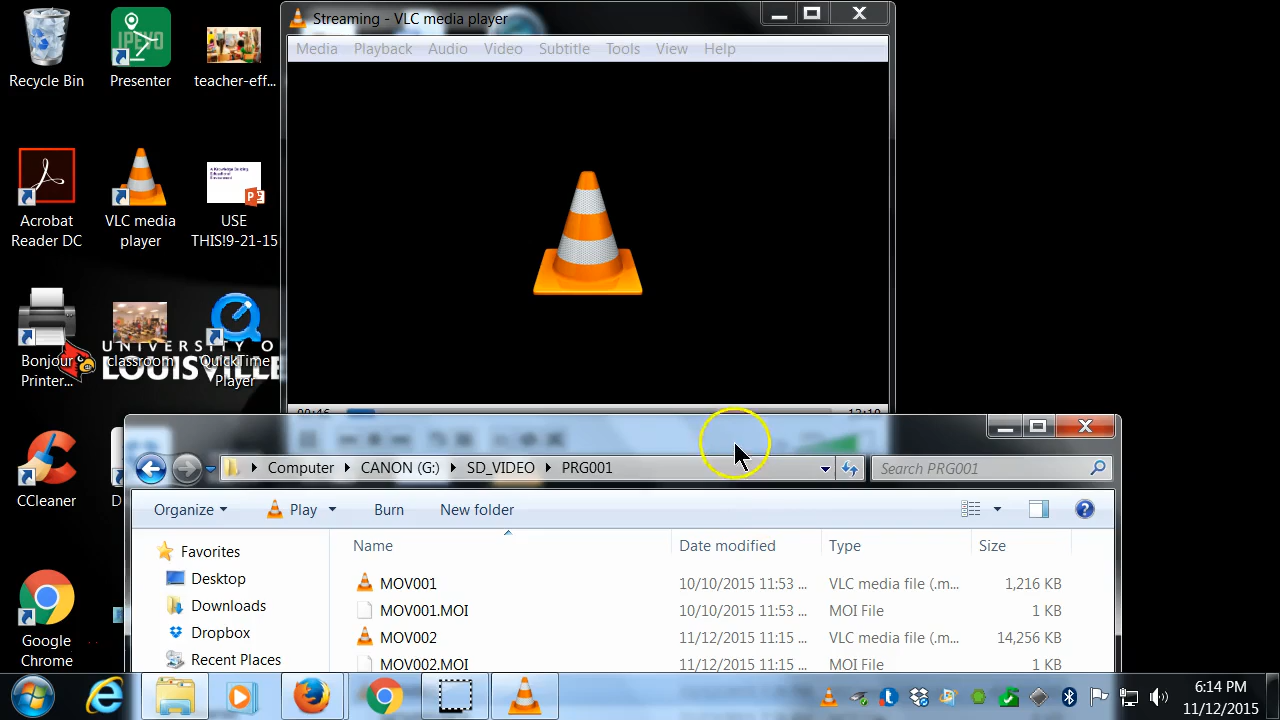 Streaming - VLC media player
Media Playback Audio Video Subtitle Tools View Help
Recycle Bin
Presenter
teacher-eff...
Acrobat
Reader DC
VLC media
player
USE
THIS!9-21-15
Bonjour
Printer...
classroom
QuickTime
Player
UNIVERSITY O
LOUISVILLE
CCleaner
D
Google
Chrome
Computer CANON (G:) SD_VIDEO PRG001
Search PRG001
Organize Play Burn New folder
Name Date modified Type Size
Favorites
Desktop
Downloads
Dropbox
Recent Places
MOV001 10/10/2015 11:53 ... VLC media file (.m... 1,216 KB
MOV001.MOI 10/10/2015 11:53 ... MOI File 1 KB
MOV002 11/12/2015 11:15 ... VLC media file (.m... 14,256 KB
MOV002.MOI 11/12/2015 11:15 ... MOI File 1 KB
6:14 PM
11/12/2015